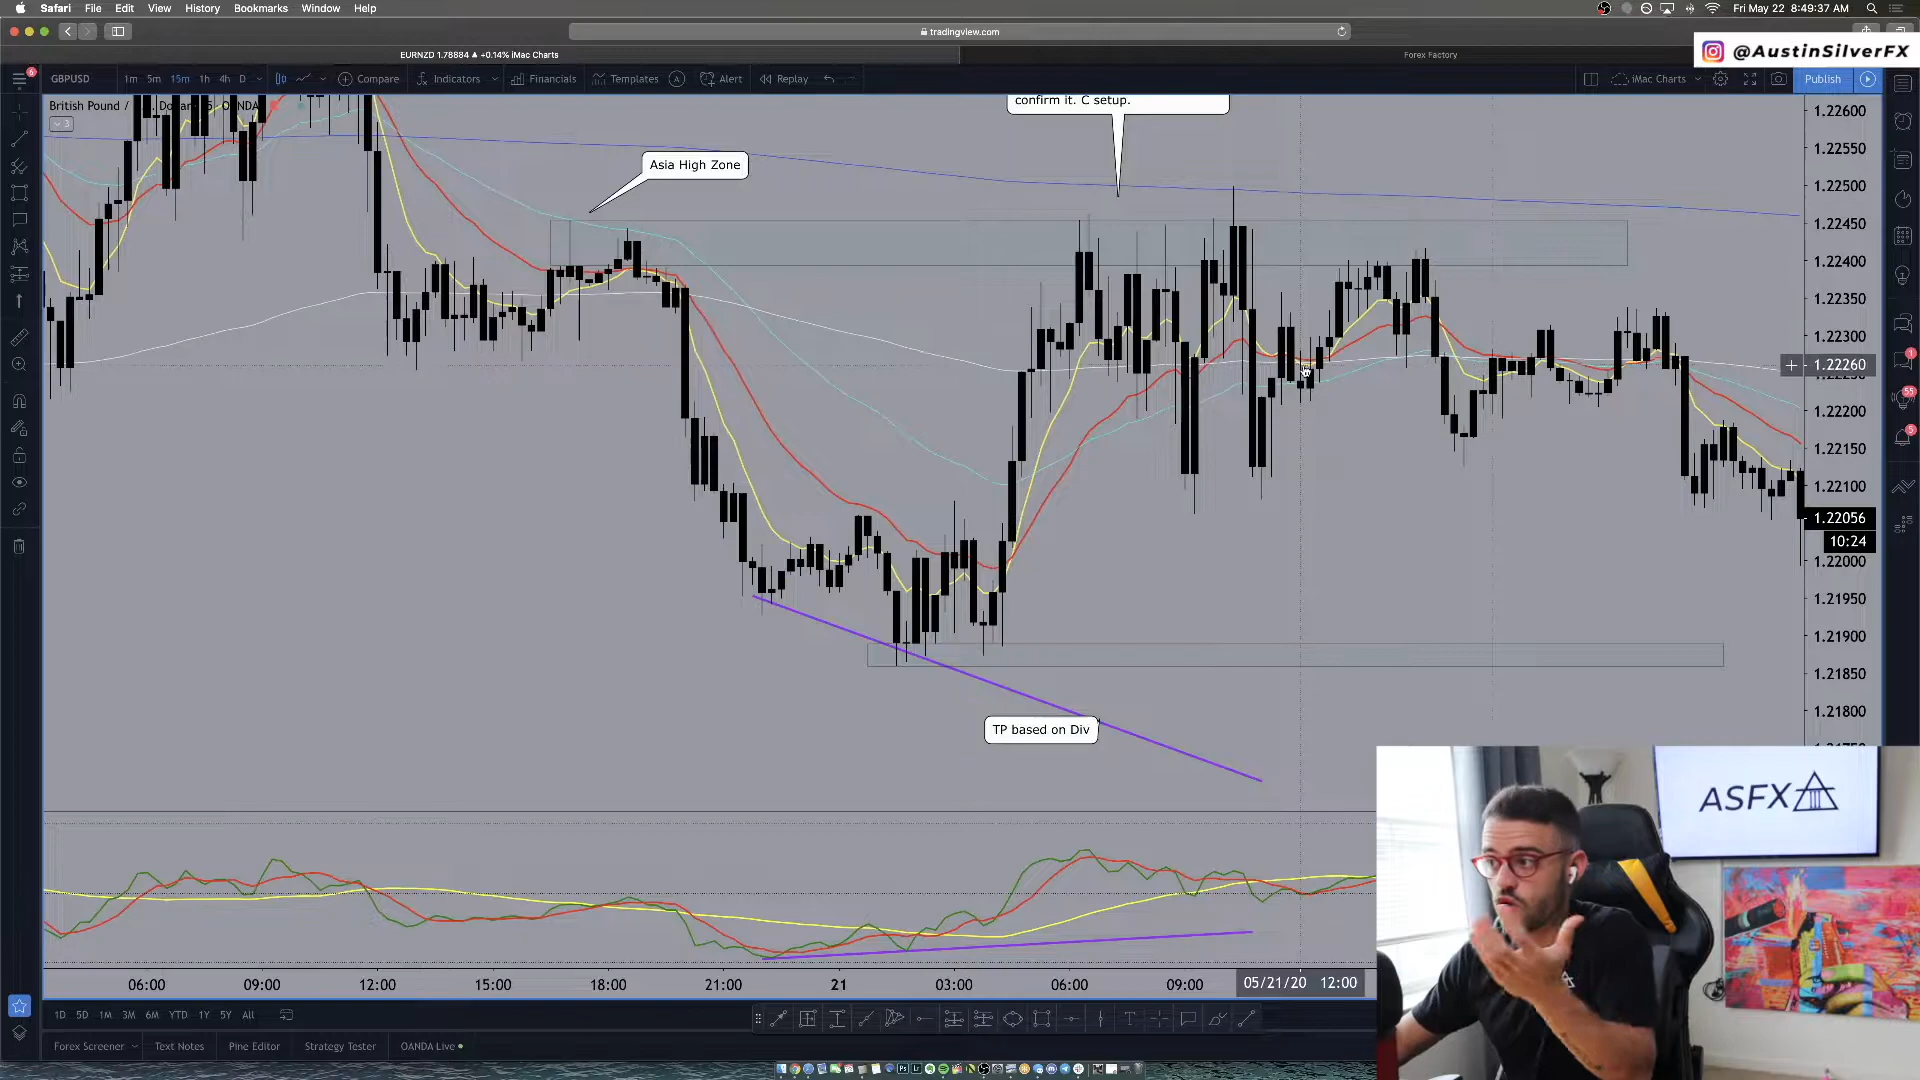 Safari File Edit View History Bookmarks Window Help
Fri May 22 8:49:37 AM
tradingview.com
EURNZD 1.78884 ▲ +0.14% iMac Charts
Forex Factory
@AustinSilverFX
6
GBPUSD 1m 5m 15m 1h 4h D Compare Indicators Financials Templates Alert Replay iMac Charts Publish
British Pound /
OANDA
3
confirm it. C setup.
Asia High Zone
TP based on Div
1.22600
1.22550
1.22500
1.22450
1.22400
1.22350
1.22300
1.22260
1.22200
1.22150
1.22100
1.22056
10:24
1.22000
1.21950
1.21900
1.21850
1.21800
1
55
5
ASFX
06:00 09:00 12:00 15:00 18:00 21:00 21 03:00 06:00 09:00 05/21/20 12:00
1D 5D 1M 3M 6M YTD 1Y 5Y All
Forex Screener Text Notes Pine Editor Strategy Tester OANDA Live